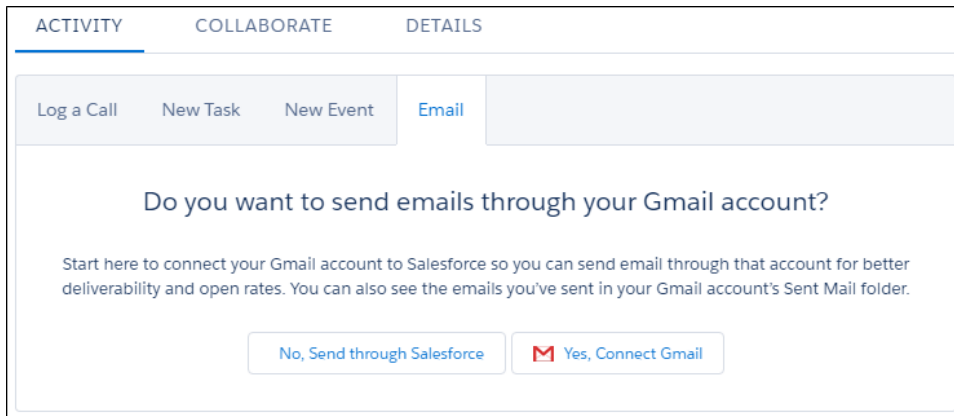 ACTIVITY COLLABORATE DETAILS
Log a Call New Task New Event Email
Do you want to send emails through your Gmail account?
Start here to connect your Gmail account to Salesforce so you can send email through that account for better
deliverability and open rates. You can also see the emails you've sent in your Gmail account's Sent Mail folder.
No, Send through Salesforce Yes, Connect Gmail